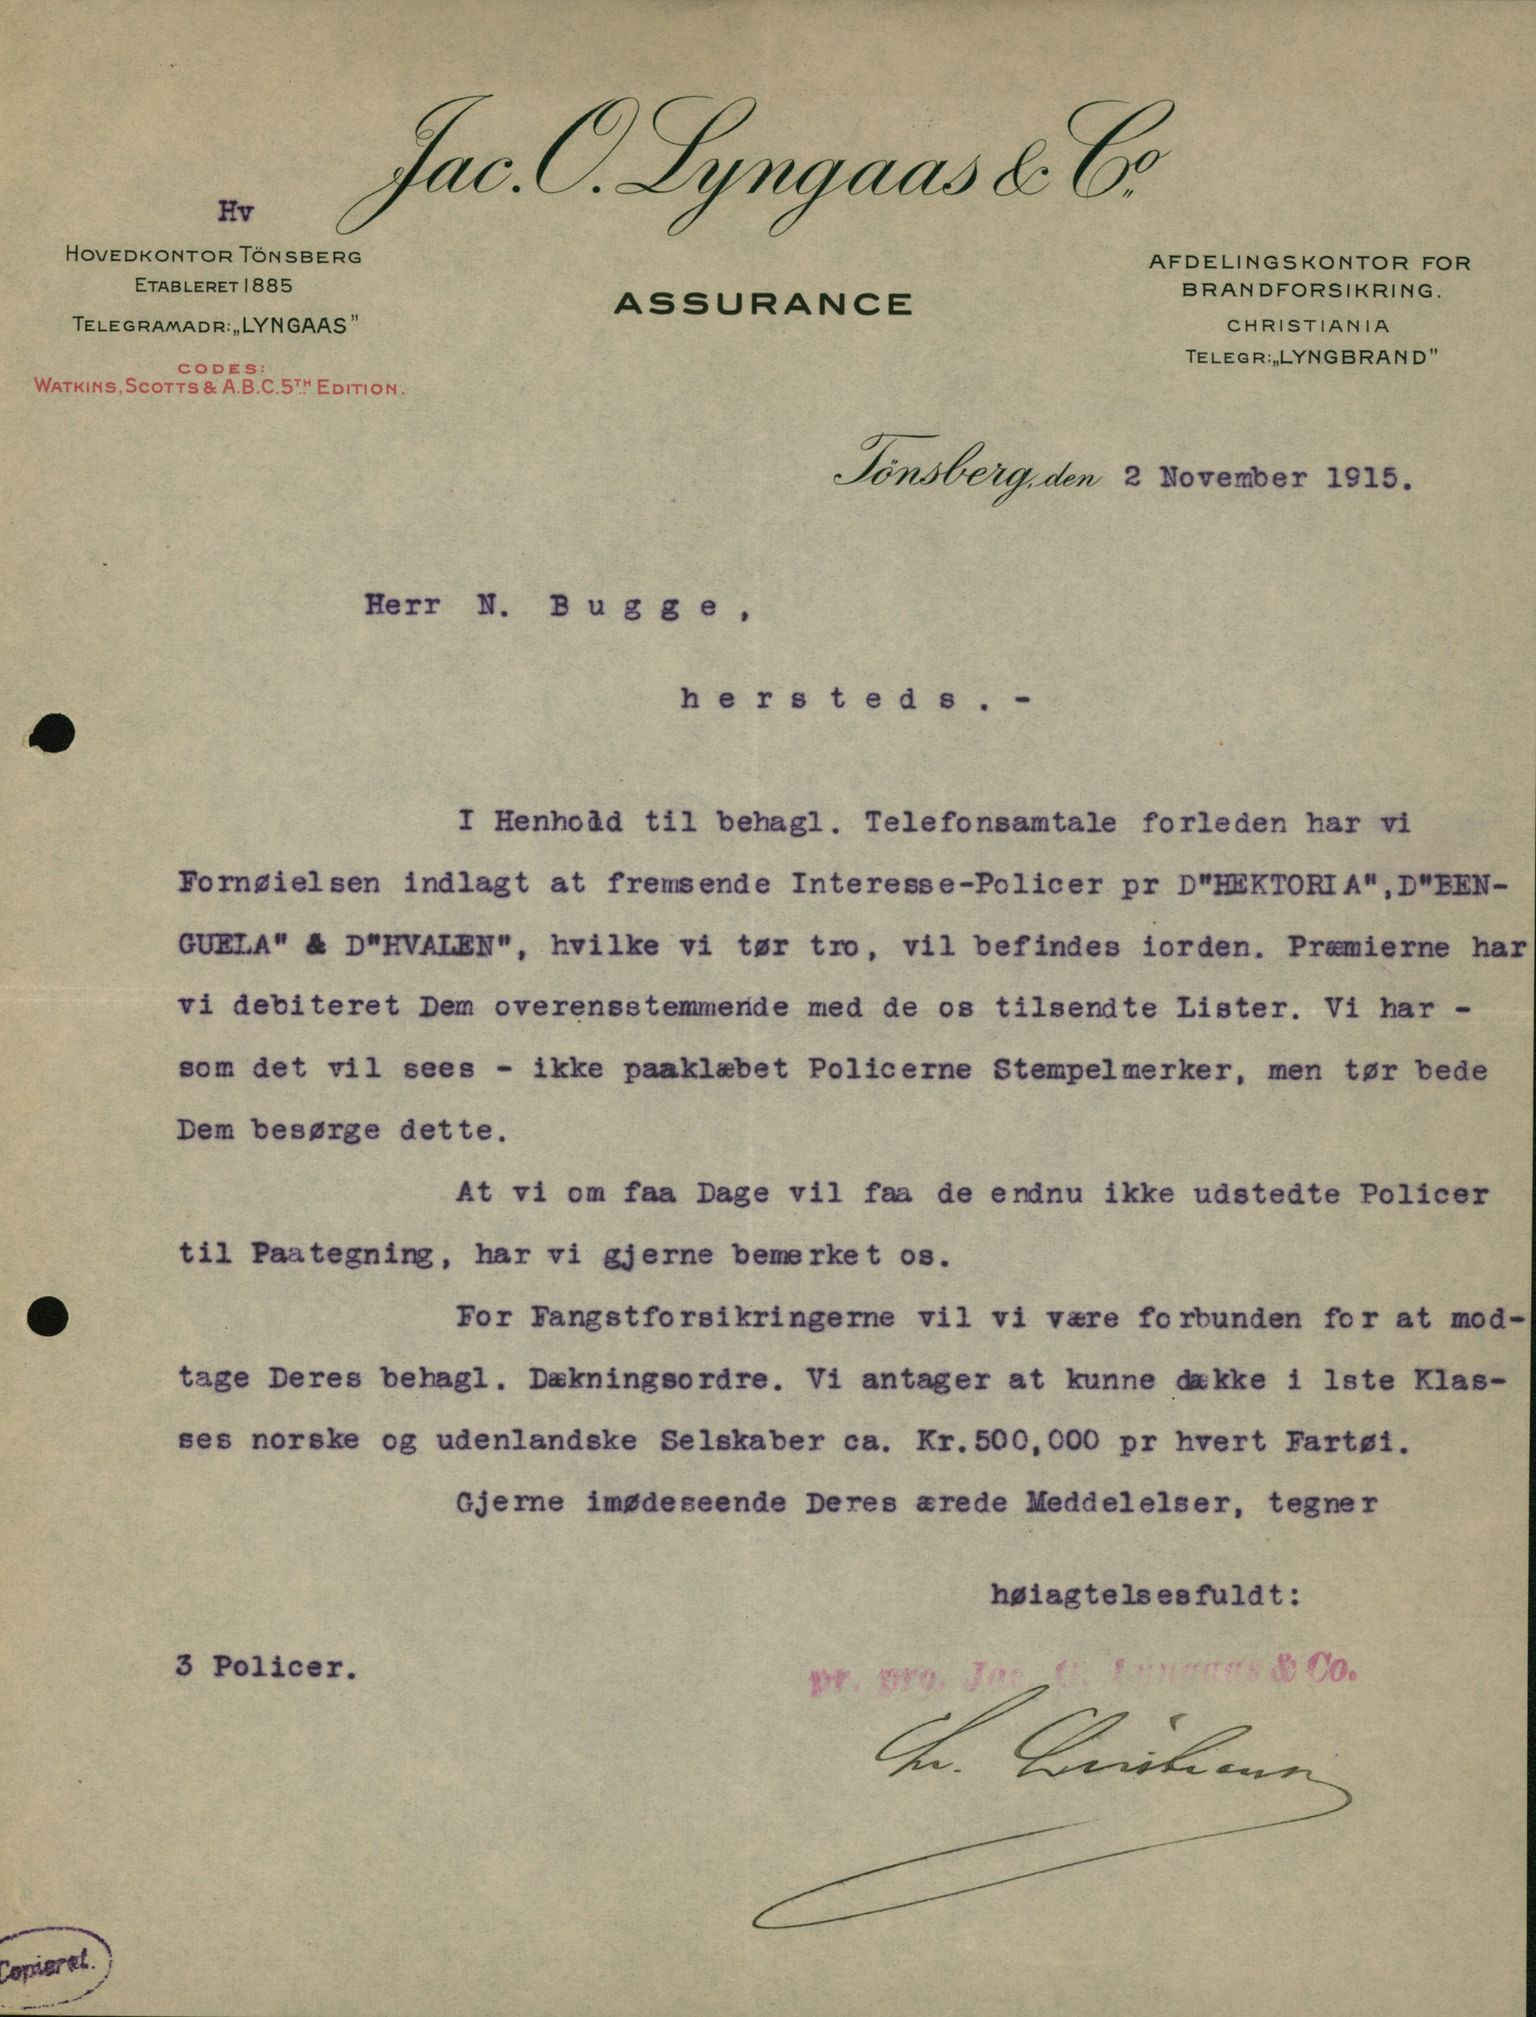 Jac. O. Lyngaas & Co.
Hv
HOVEDKONTOR TÖNSBERG
ETABLERET 1885
TELEGRAMADR: „LYNGAAS”
CODES:
WATKINS, SCOTTS & A.B.C. 5TH EDITION.
ASSURANCE
AFDELINGSKONTOR FOR
BRANDFORSIKRING.
CHRISTIANIA
TELEGR: „LYNGBRAND”
Tönsberg, den 2 November 1915.
Herr N. Bugge,
hersteds. -
I Henhold til behagl. Telefonsamtale forleden har vi
Fornøielsen indlagt at fremsende Interesse-Policer pr D"HEKTORIA", D"BEN-
GUELA" & D"HVALEN", hvilke vi tør tro, vil befindes iorden. Præmierne har
vi debiteret Dem overensstemmende med de os tilsendte Lister. Vi har -
som det vil sees - ikke paaklæbet Policerne Stempelmerker, men tør bede
Dem besørge dette.
At vi om faa Dage vil faa de endnu ikke udstedte Policer
til Paategning, har vi gjerne bemerket os.
For Fangstforsikringerne vil vi være forbunden for at mod-
tage Deres behagl. Dækningsordre. Vi antager at kunne dække i 1ste Klas-
ses norske og udenlandske Selskaber ca. Kr.500,000 pr hvert Fartøi.
Gjerne imødeseende Deres ærede Meddelelser, tegner
høiagtelsesfuldt:
3 Policer.
pr. pro. Jac. O. Lyngaas & Co.
Copieret.